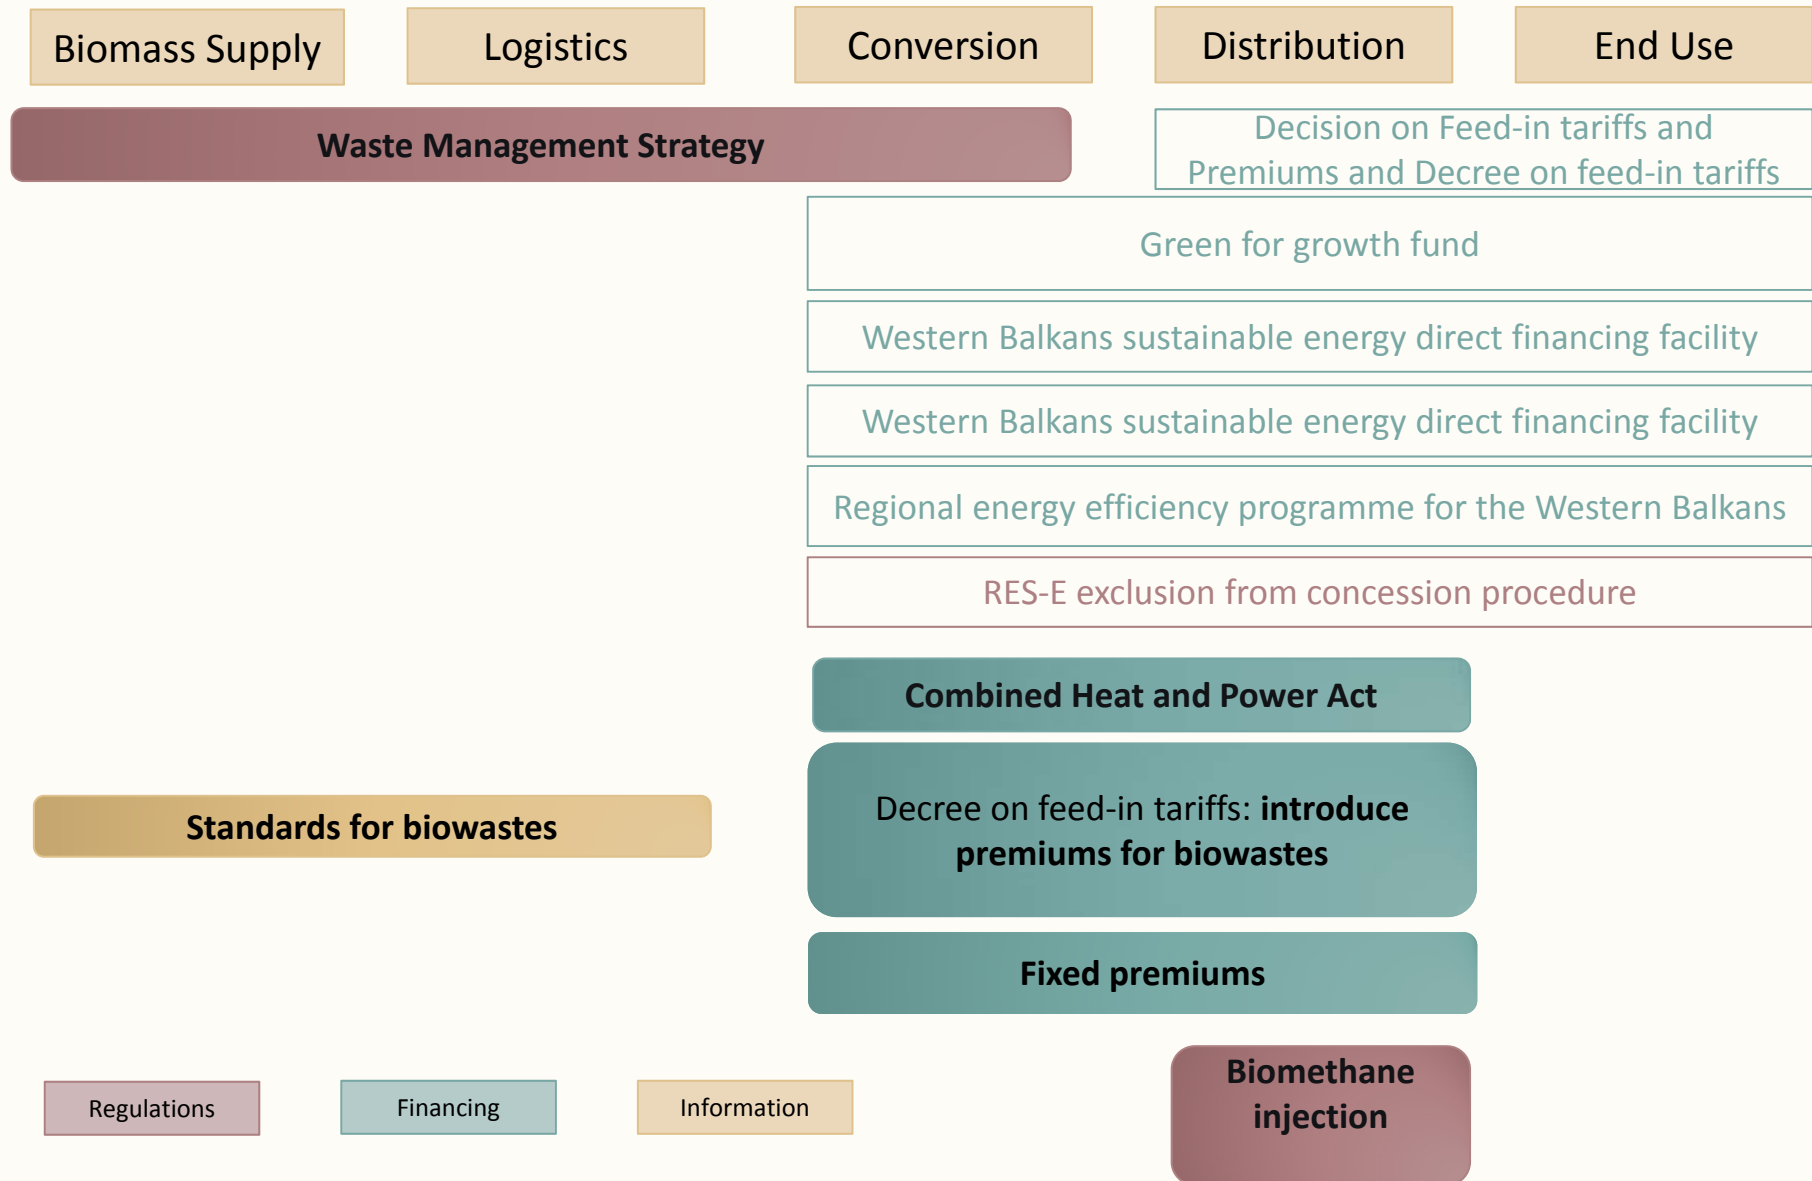 Biomass Supply
Logistics
Conversion
Distribution
End Use
Waste Management Strategy
Decision on Feed-in tariffs and
Premiums and Decree on feed-in tariffs
Green for growth fund
Western Balkans sustainable energy direct financing facility
Western Balkans sustainable energy direct financing facility
Regional energy efficiency programme for the Western Balkans
RES-E exclusion from concession procedure
Combined Heat and Power Act
Standards for biowastes
Decree on feed-in tariffs: introduce
premiums for biowastes
Fixed premiums
Biomethane
injection
Regulations
Financing
Information